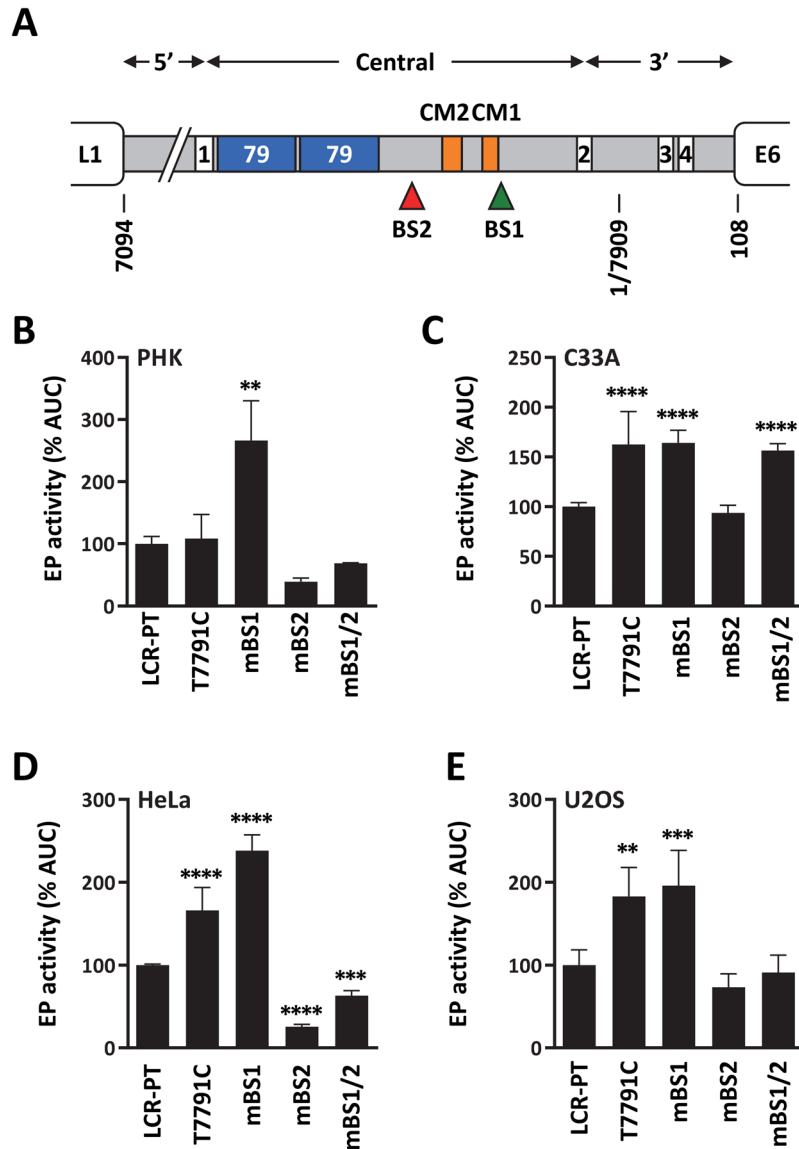 A
5’ Central 3’
CM2 CM1
L1 1 79 79 2 3 4 E6
BS2 BS1
7094 1/7909 108
B
PHK
EP activity (% AUC)
400
300
200
100
0
**
LCR-PT T7791C mBS1 mBS2 mBS1/2
C
C33A
EP activity (% AUC)
250
200
150
100
50
0
**** **** ****
LCR-PT T7791C mBS1 mBS2 mBS1/2
D
HeLa
EP activity (% AUC)
300
200
100
0
**** **** **** ***
LCR-PT T7791C mBS1 mBS2 mBS1/2
E
U2OS
EP activity (% AUC)
300
200
100
0
** ***
LCR-PT T7791C mBS1 mBS2 mBS1/2